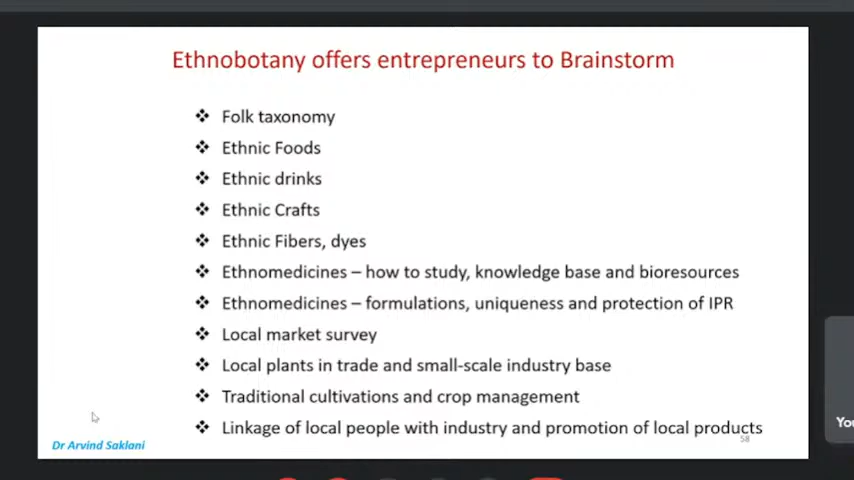 Ethnobotany offers entrepreneurs to Brainstorm
❖ Folk taxonomy
❖ Ethnic Foods
❖ Ethnic drinks
❖ Ethnic Crafts
❖ Ethnic Fibers, dyes
❖ Ethnomedicines – how to study, knowledge base and bioresources
❖ Ethnomedicines – formulations, uniqueness and protection of IPR
❖ Local market survey
❖ Local plants in trade and small-scale industry base
❖ Traditional cultivations and crop management
❖ Linkage of local people with industry and promotion of local products
58
Dr Arvind Saklani